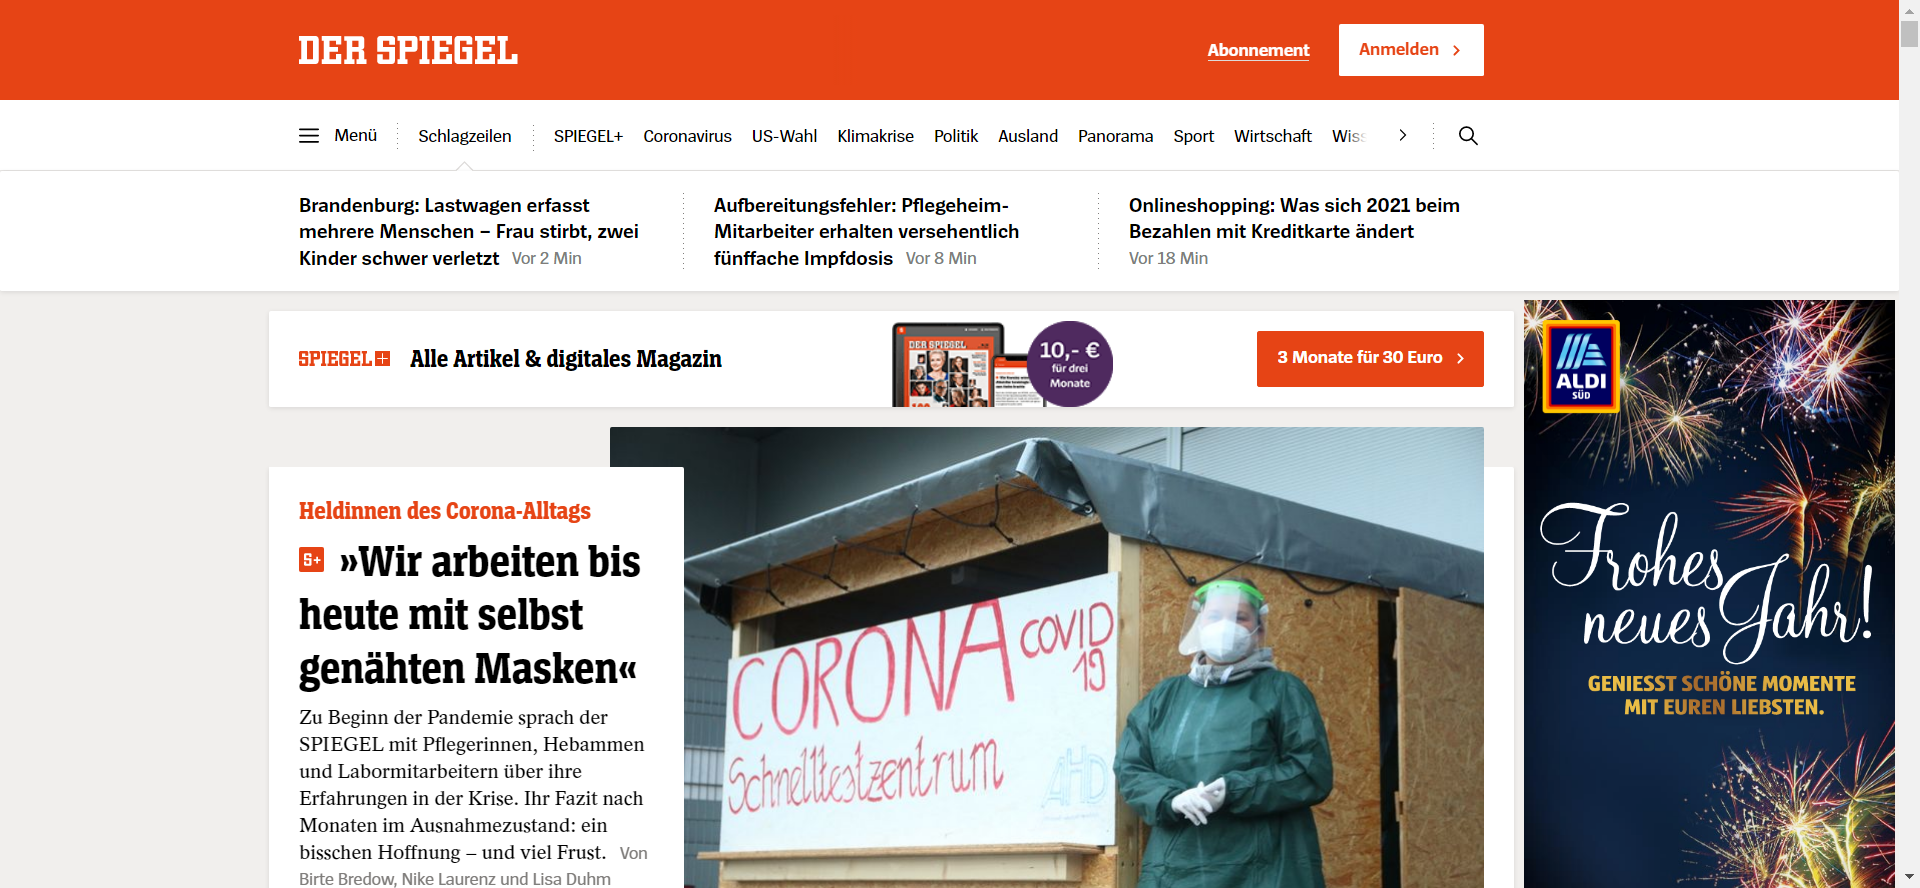 DER SPIEGEL
Abonnement
Anmelden
Menü
Schlagzeilen
SPIEGEL+
Coronavirus
US-Wahl
Klimakrise
Politik
Ausland
Panorama
Sport
Wirtschaft
Wiss
Brandenburg: Lastwagen erfasst
mehrere Menschen – Frau stirbt, zwei
Kinder schwer verletzt Vor 2 Min
Aufbereitungsfehler: Pflegeheim-
Mitarbeiter erhalten versehentlich
fünffache Impfdosis Vor 8 Min
Onlineshopping: Was sich 2021 beim
Bezahlen mit Kreditkarte ändert
Vor 18 Min
SPIEGEL+ Alle Artikel & digitales Magazin
DER SPIEGEL
10,- €
für drei
Monate
3 Monate für 30 Euro
Heldinnen des Corona-Alltags
S+ »Wir arbeiten bis
heute mit selbst
genähten Masken«
Zu Beginn der Pandemie sprach der
SPIEGEL mit Pflegerinnen, Hebammen
und Labormitarbeitern über ihre
Erfahrungen in der Krise. Ihr Fazit nach
Monaten im Ausnahmezustand: ein
bisschen Hoffnung – und viel Frust. Von
Birte Bredow, Nike Laurenz und Lisa Duhm
CORONA COVID
19
Schnelltestzentrum
AHD
ALDI
SÜD
Frohes
neues Jahr!
GENIESST SCHÖNE MOMENTE
MIT EUREN LIEBSTEN.